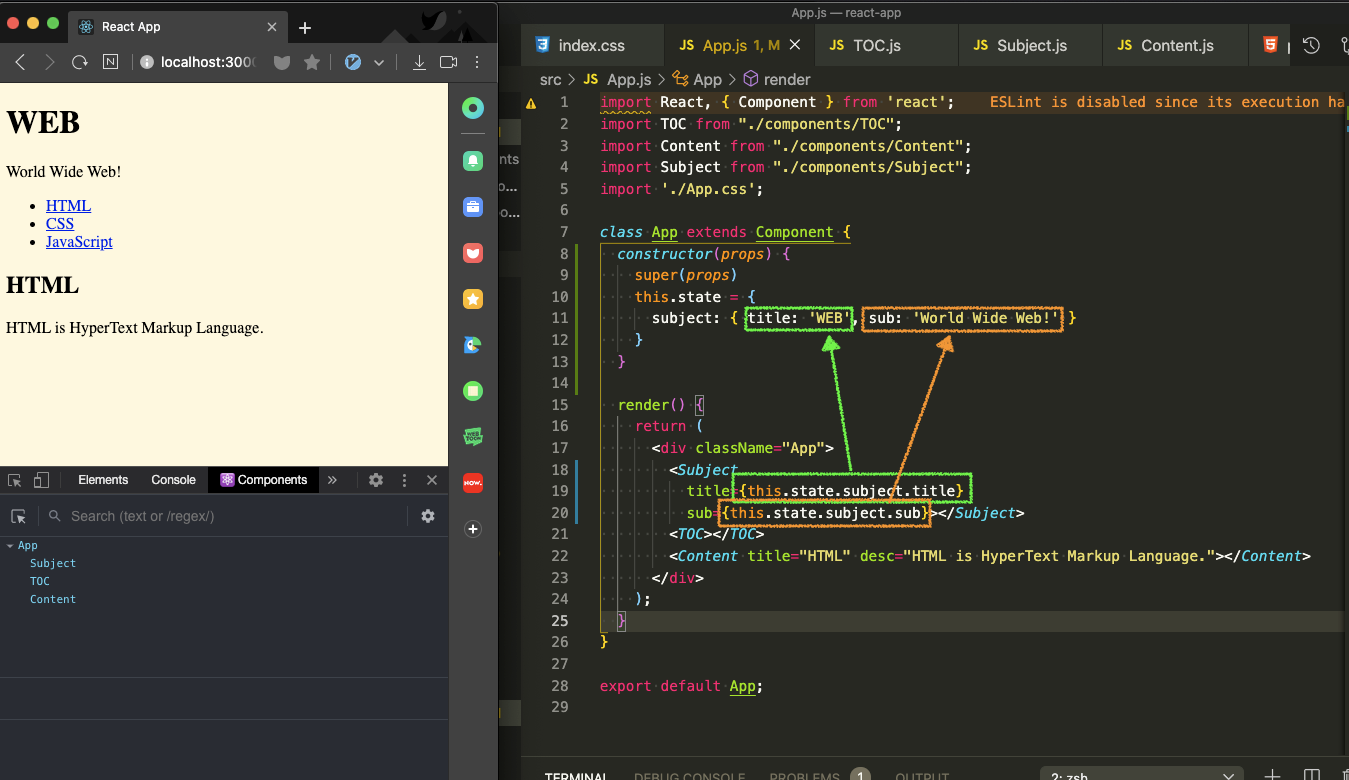 App.js — react-app
React App
localhost:300
WEB
World Wide Web!
HTML
CSS
JavaScript
HTML
HTML is HyperText Markup Language.
WEB
TOON
HOW.
Elements
Console
Components
Search (text or /regex/)
App
Subject
TOC
Content
nts
o...
o...
index.css
JS App.js 1, M
JS TOC.js
JS Subject.js
JS Content.js
src > JS App.js > App > render
1 import React, { Component } from 'react'; ESLint is disabled since its execution ha
2 import TOC from "./components/TOC";
3 import Content from "./components/Content";
4 import Subject from "./components/Subject";
5 import './App.css';
6
7 class App extends Component {
8 constructor(props) {
9 super(props)
10 this.state = {
11 subject: { title: 'WEB', sub: 'World Wide Web!' }
12 }
13 }
14
15 render() {
16 return (
17 <div className="App">
18 <Subject
19 title={this.state.subject.title}
20 sub={this.state.subject.sub}></Subject>
21 <TOC></TOC>
22 <Content title="HTML" desc="HTML is HyperText Markup Language."></Content>
23 </div>
24 );
25 }
26 }
27
28 export default App;
29
TERMINAL
DEBUG CONSOLE
PROBLEMS 1
OUTPUT
2: zsh